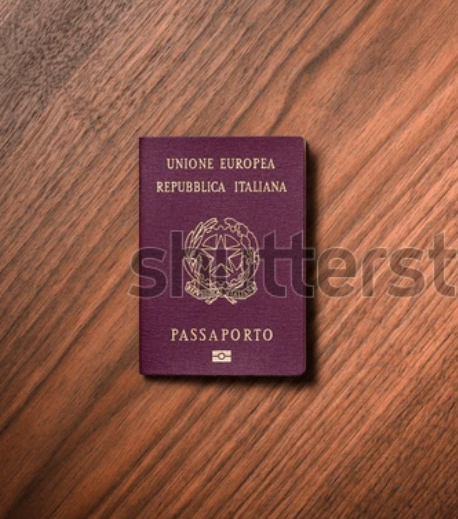 UNIONE EUROPEA
REPUBBLICA ITALIANA
shutterst
PASSAPORTO